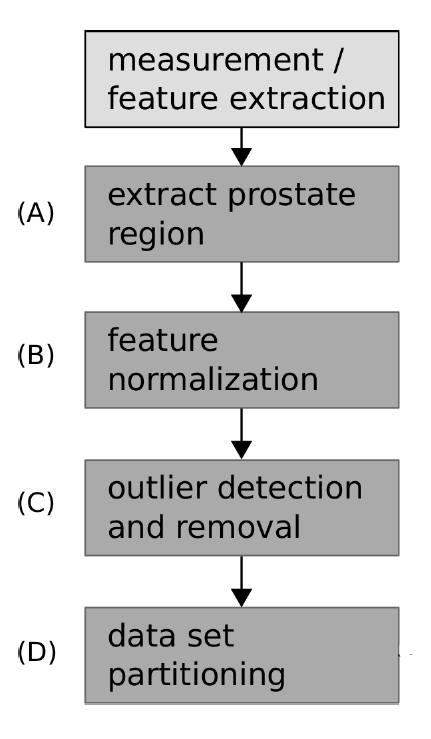 measurement /
feature extraction
(A)
extract prostate
region
(B)
feature
normalization
(C)
outlier detection
and removal
(D)
data set
partitioning